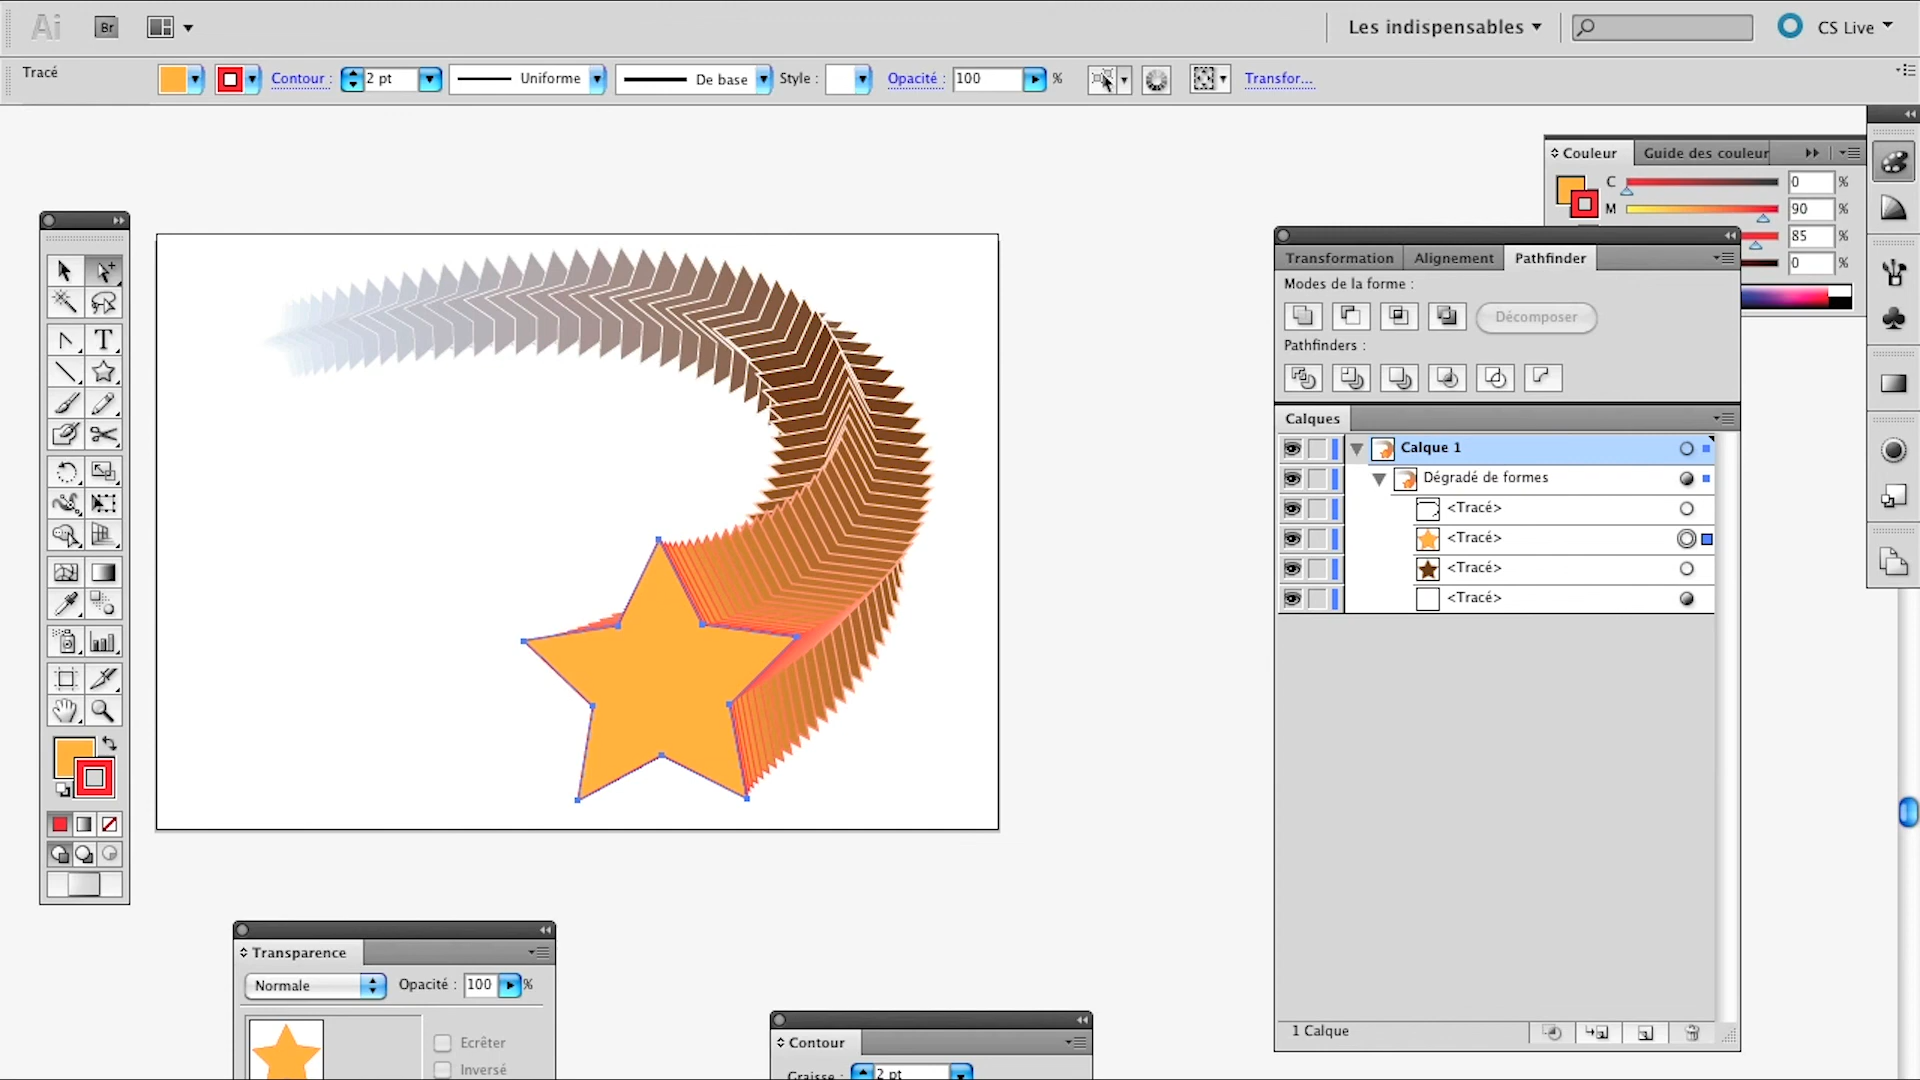 Ai
Br
Les indispensables
CS Live
Tracé
Contour :
2 pt
Uniforme
De base
Style :
Opacité :
100
%
Transfor...
Couleur
Guide des couleur
C
0
%
M
90
%
85
%
0
%
Transformation
Alignement
Pathfinder
Modes de la forme :
Décomposer
Pathfinders :
T
Calques
Calque 1
Dégradé de formes
<Tracé>
<Tracé>
<Tracé>
<Tracé>
1 Calque
Transparence
Normale
Opacité :
100
%
Ecrêter
Inversé
Contour
Graisse :
2 pt